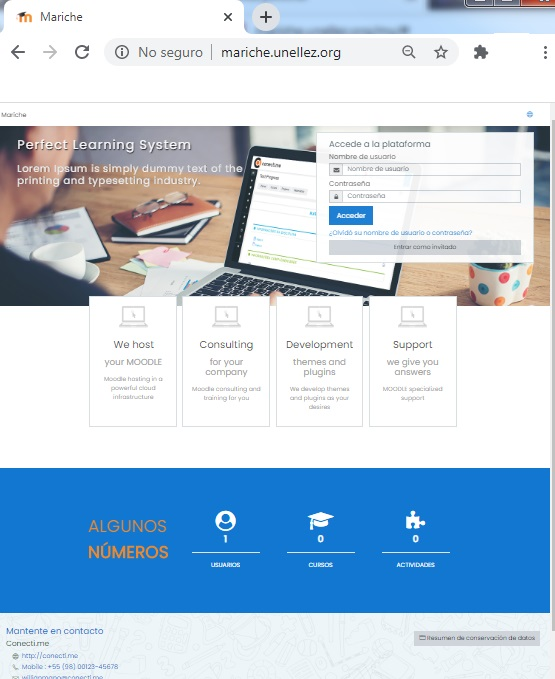 Mariche
No seguro
mariche.unellez.org
Mariche
Perfect Learning System
Lorem Ipsum is simply dummy text of the
printing and typesetting industry.
Accede a la plataforma
Nombre de usuario
Nombre de usuario
Contraseña
Contraseña
Acceder
¿Olvidó su nombre de usuario o contraseña?
Entrar como invitado
We host
your MOODLE
Moodle hosting in a
powerful cloud
infrastructure
Consulting
for your
company
Moodle consulting and
training for you
Development
themes and
plugins
We develop themes
and plugins as your
desires
Support
we give you
answers
MOODLE specialized
support
ALGUNOS
NÚMEROS
1
USUARIOS
0
CURSOS
0
ACTIVIDADES
Mantente en contacto
Conecti.me
http://conecti.me
Mobile : +55 (98) 00123-45678
Resumen de conservación de datos